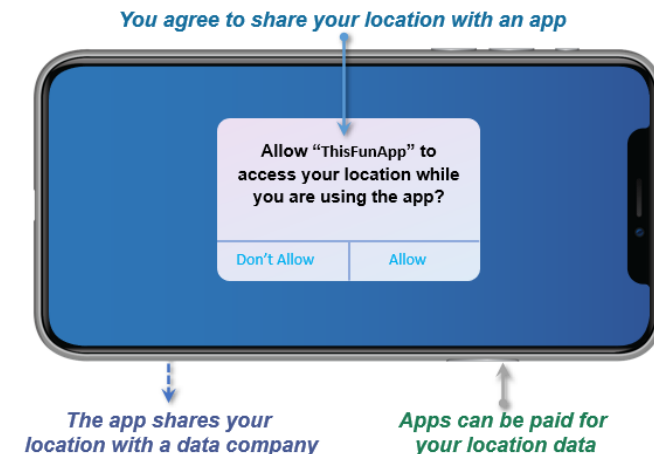 You agree to share your location with an app
Allow “ThisFunApp” to
access your location while
you are using the app?
Don't Allow
Allow
The app shares your
location with a data company
Apps can be paid for
your location data